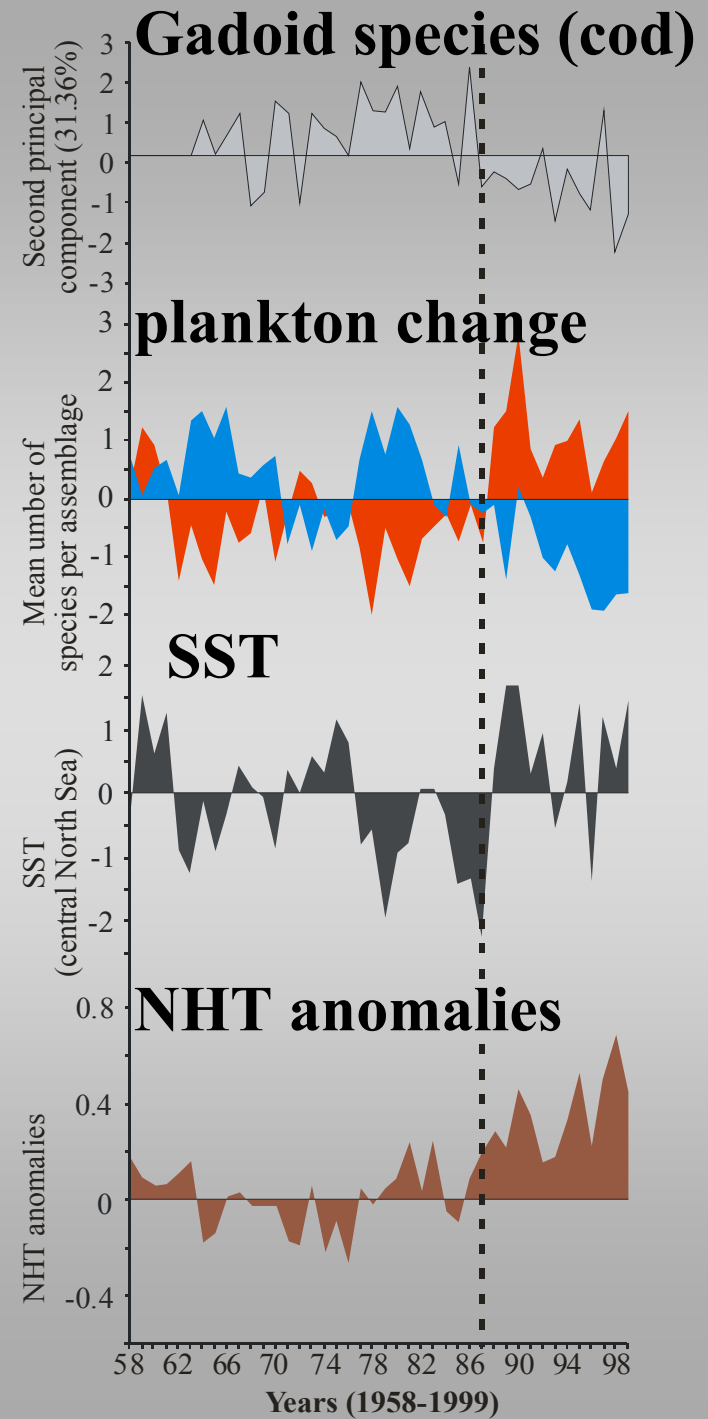 Gadoid species (cod)
3
2
1
0
-1
-2
-3
Second principal
component (31.36%)
plankton change
3
2
1
0
-1
-2
Mean umber of
species per assemblage
SST
2
1
0
-1
-2
SST
(central North Sea)
NHT anomalies
0.8
0.4
0
-0.4
NHT anomalies
58 62 66 70 74 78 82 86 90 94 98
Years (1958-1999)